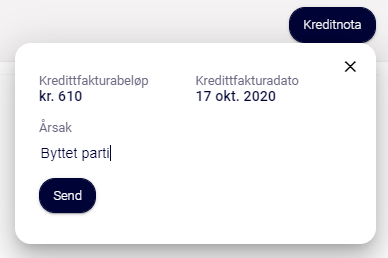 Kreditnota
Kredittfakturabeløp
kr. 610
Kredittfakturadato
17 okt. 2020
Årsak
Byttet parti
Send